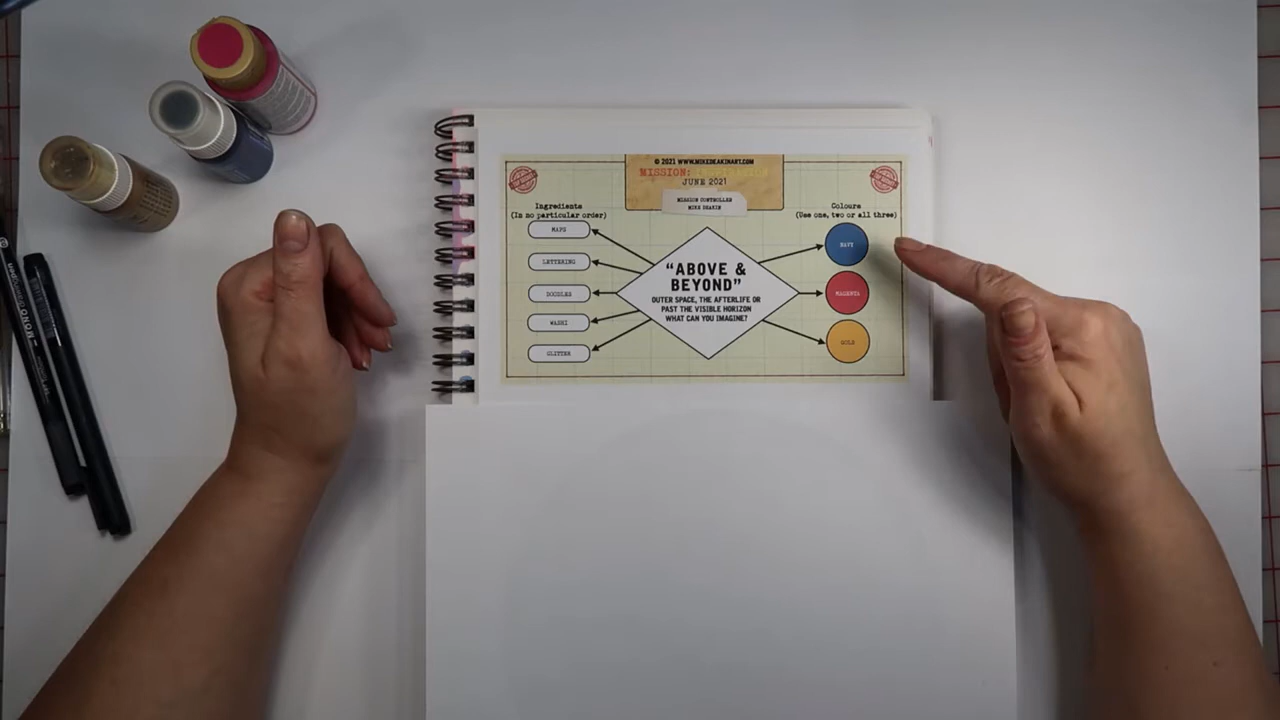 © 2021 WWW.MIKEDEAKINART.COM
MISSION: INSPIRATION
JUNE 2021
MISSION CONTROLLER
MIKE DEAKIN
Ingredients
(In no particular order)
MAPS
LETTERING
DOODLES
WASHI
GLITTER
"ABOVE &
BEYOND"
OUTER SPACE, THE AFTERLIFE OR
PAST THE VISIBLE HORIZON
WHAT CAN YOU IMAGINE?
Colours
(Use one, two or all three)
NAVY
MAGENTA
GOLD
MONO